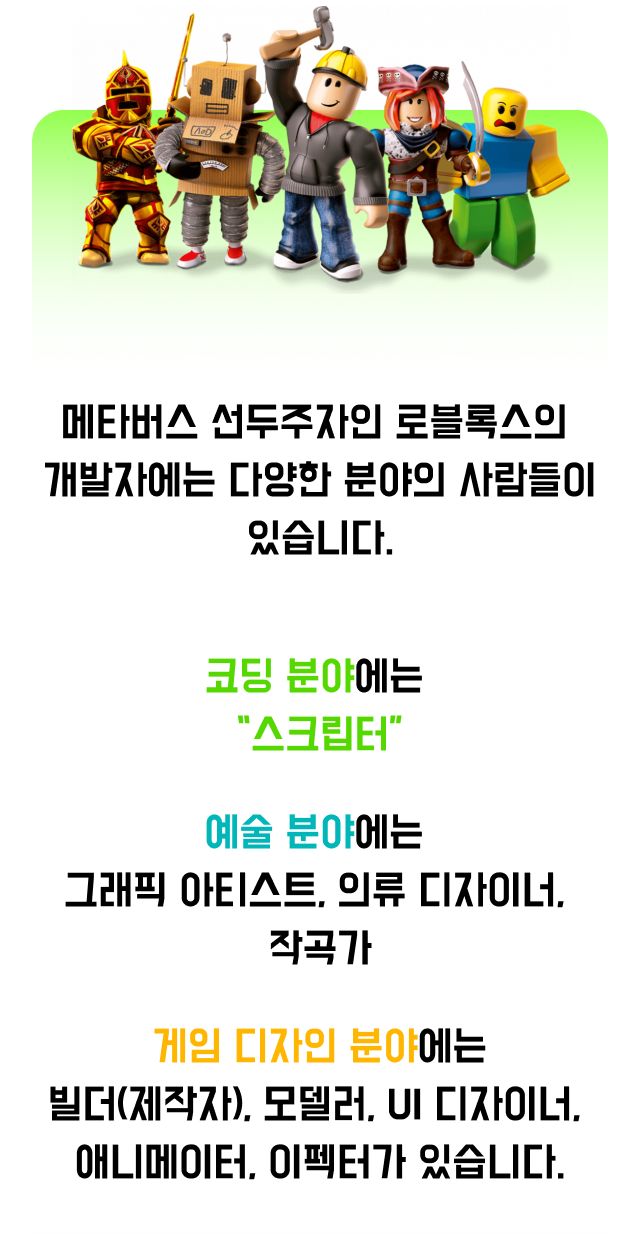 메타버스 선두주자인 로블록스의
개발자에는 다양한 분야의 사람들이
있습니다.
코딩 분야에는
“스크립터”
예술 분야에는
그래픽 아티스트, 의류 디자이너,
작곡가
게임 디자인 분야에는
빌더(제작자), 모델러, UI 디자이너,
애니메이터, 이펙터가 있습니다.